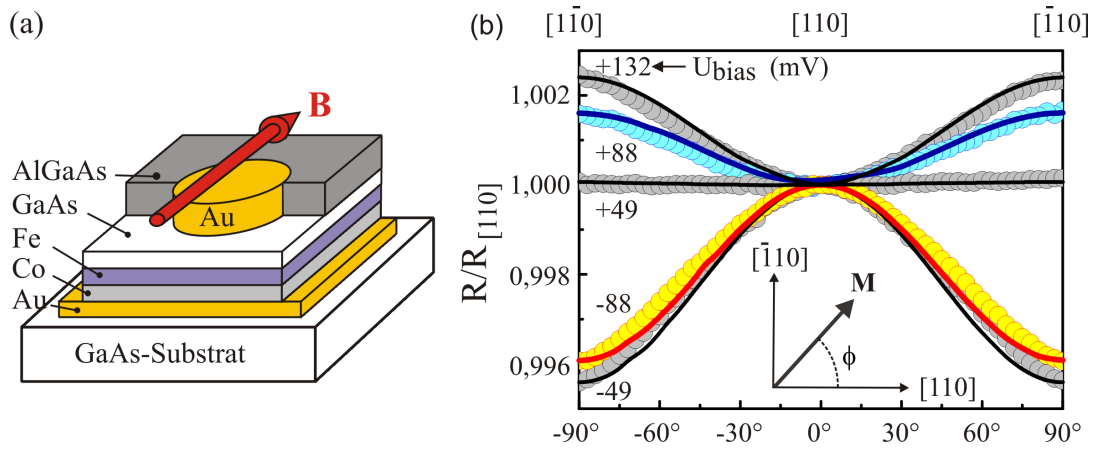 (a)
B
AlGaAs
GaAs
Fe
Co
Au
Au
GaAs-Substrat
(b)
[11̄0] [110] [1̄10]
R/R[110]
1,002
1,000
0,998
0,996
+132 ← Ubias (mV)
+88
+49
-88
-49
[1̄10]
M
ϕ
[110]
-90° -60° -30° 0° 30° 60° 90°